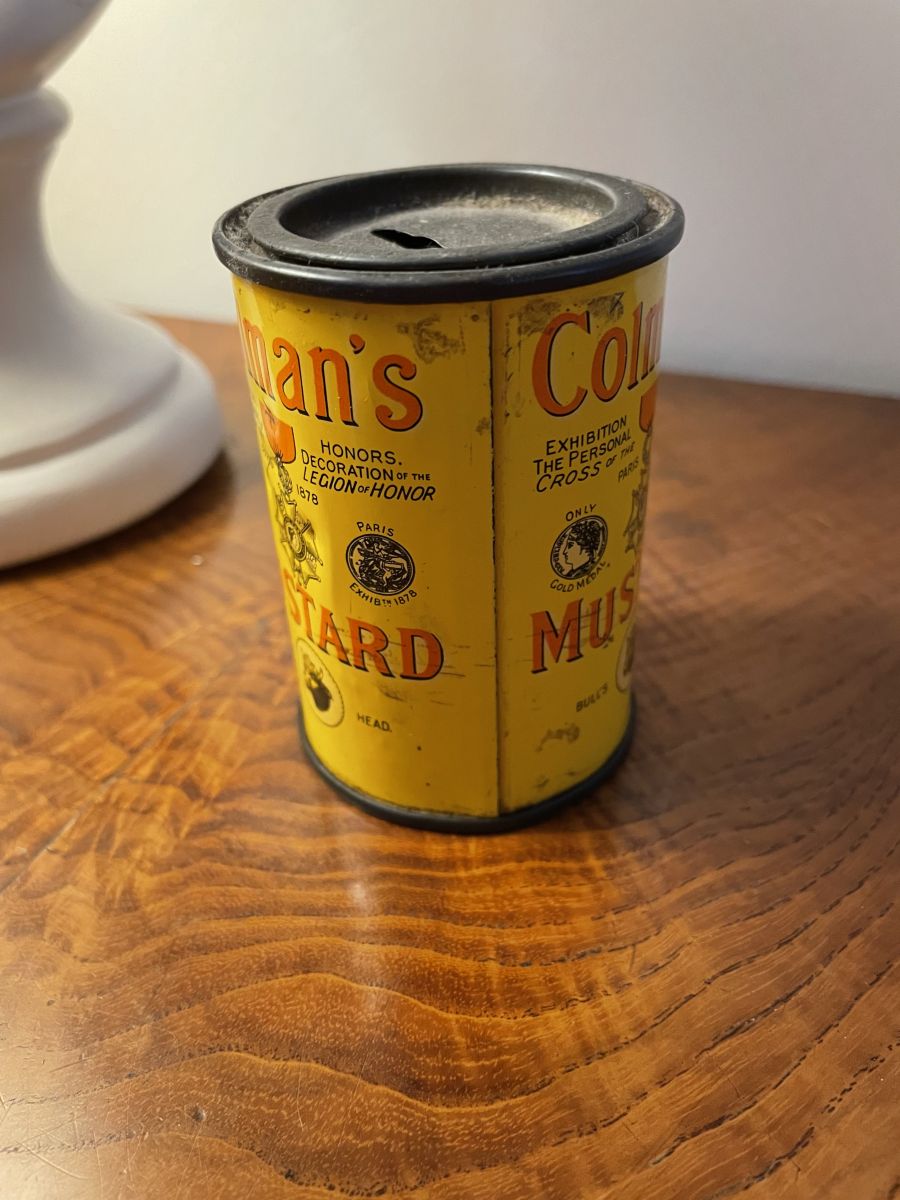 man's
HONORS.
DECORATION OF THE
LEGION OF HONOR
1878
PARIS
EXHIBTN 1878
STARD
HEAD.
Colm
EXHIBITION
THE PERSONAL
CROSS OF THE
PARIS
ONLY
GOLD MEDAL.
MUS
BULL'S